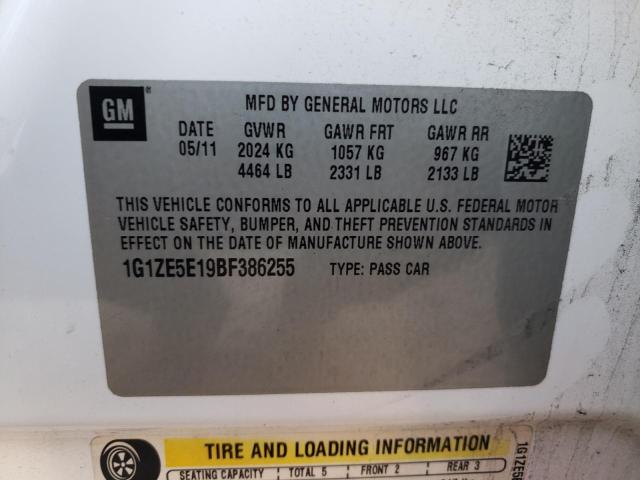 GM
MFD BY GENERAL MOTORS LLC
DATE GVWR GAWR FRT GAWR RR
05/11 2024 KG 1057 KG 967 KG
4464 LB 2331 LB 2133 LB
THIS VEHICLE CONFORMS TO ALL APPLICABLE U.S. FEDERAL MOTOR
VEHICLE SAFETY, BUMPER, AND THEFT PREVENTION STANDARDS IN
EFFECT ON THE DATE OF MANUFACTURE SHOWN ABOVE.
1G1ZE5E19BF386255 TYPE: PASS CAR
TIRE AND LOADING INFORMATION
SEATING CAPACITY TOTAL 5 FRONT 2 REAR 3
1G1ZE5